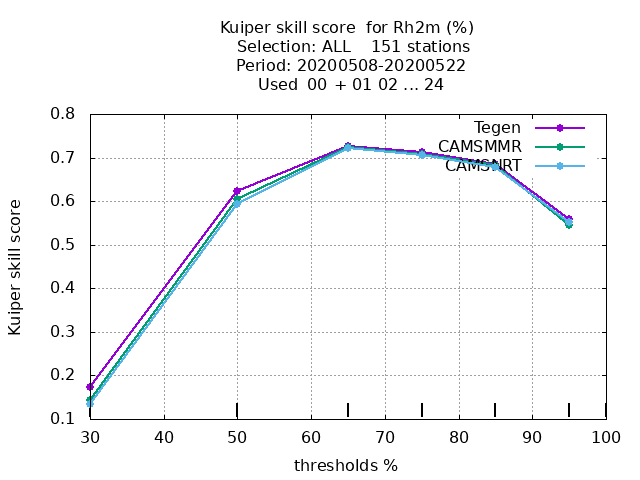 Kuiper skill score  for Rh2m (%)
Selection: ALL    151 stations
Period: 20200508-20200522
Used  00  + 01 02 ... 24
0.8
0.7
0.6
0.5
0.4
0.3
0.2
0.1
Kuiper skill score
Tegen
CAMSMMR
CAMSNRT
30 40 50 60 70 80 90 100
thresholds %